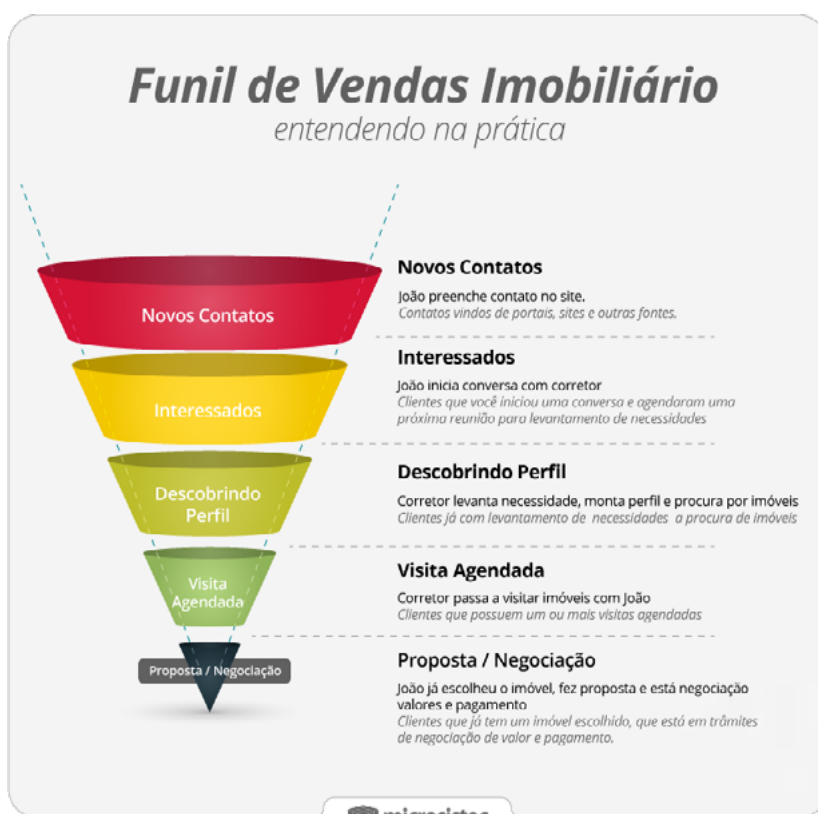 Funil de Vendas Imobiliário
entendendo na prática
Novos Contatos
Novos Contatos
João preenche contato no site.
Contatos vindos de portais, sites e outras fontes.
Interessados
Interessados
João inicia conversa com corretor
Clientes que você iniciou uma conversa e agendaram uma
próxima reunião para levantamento de necessidades
Descobrindo
Perfil
Descobrindo Perfil
Corretor levanta necessidade, monta perfil e procura por imóveis
Clientes já com levantamento de necessidades a procura de imóveis
Visita
Agendada
Visita Agendada
Corretor passa a visitar imóveis com João
Clientes que possuem um ou mais visitas agendadas
Proposta / Negociação
Proposta / Negociação
João já escolheu o imóvel, fez proposta e está negociação
valores e pagamento
Clientes que já tem um imóvel escolhido, que está em trâmites
de negociação de valor e pagamento.